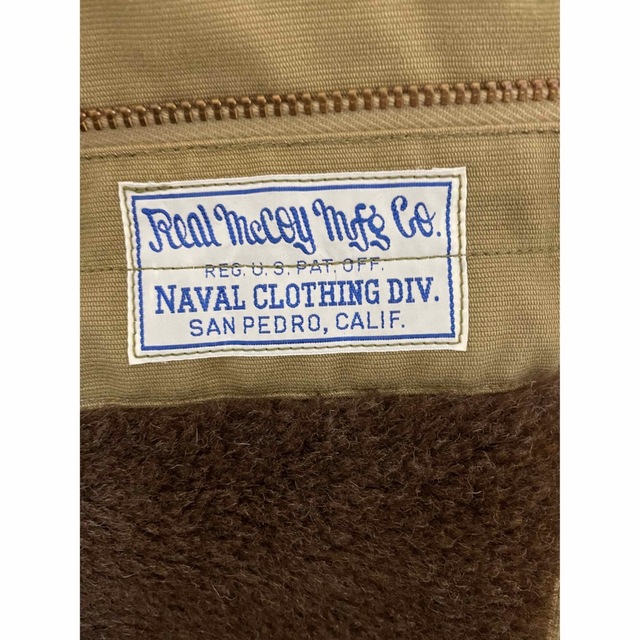 Real McCoy Mfg Co.
REG. U.S. PAT. OFF.
NAVAL CLOTHING DIV.
SAN PEDRO, CALIF.